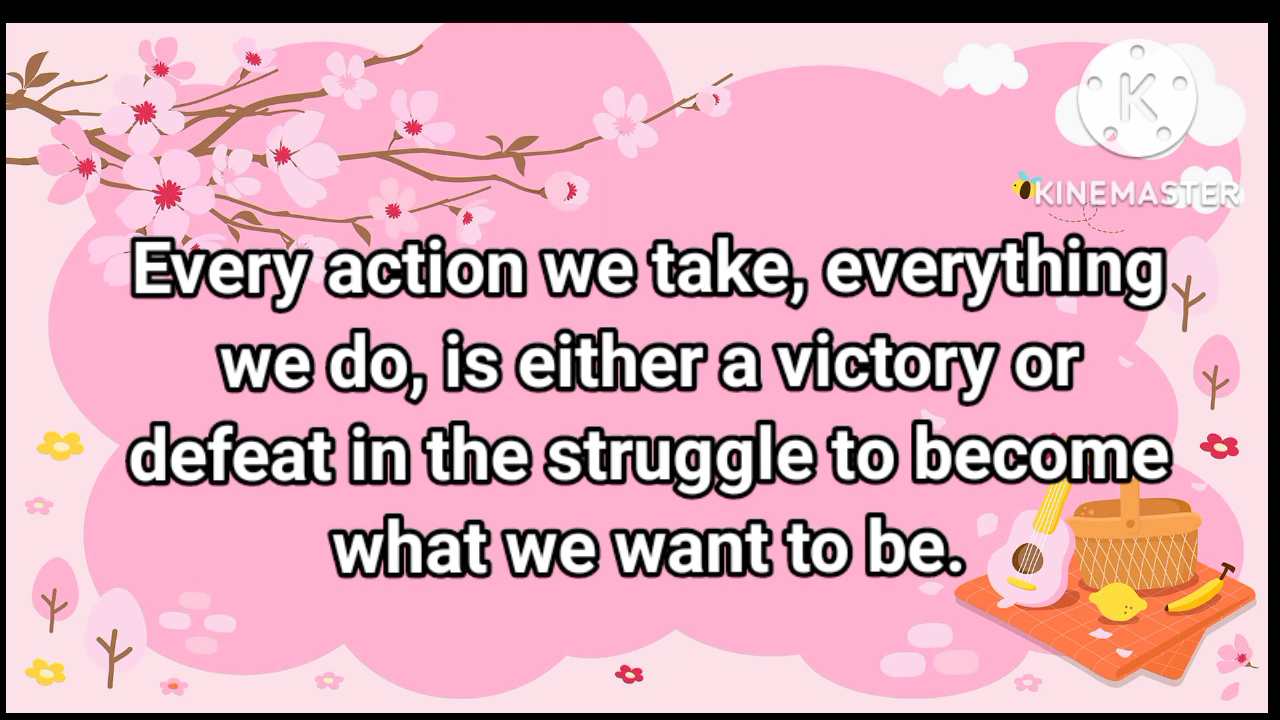 K
KINEMASTER
Every action we take, everything
we do, is either a victory or
defeat in the struggle to become
what we want to be.